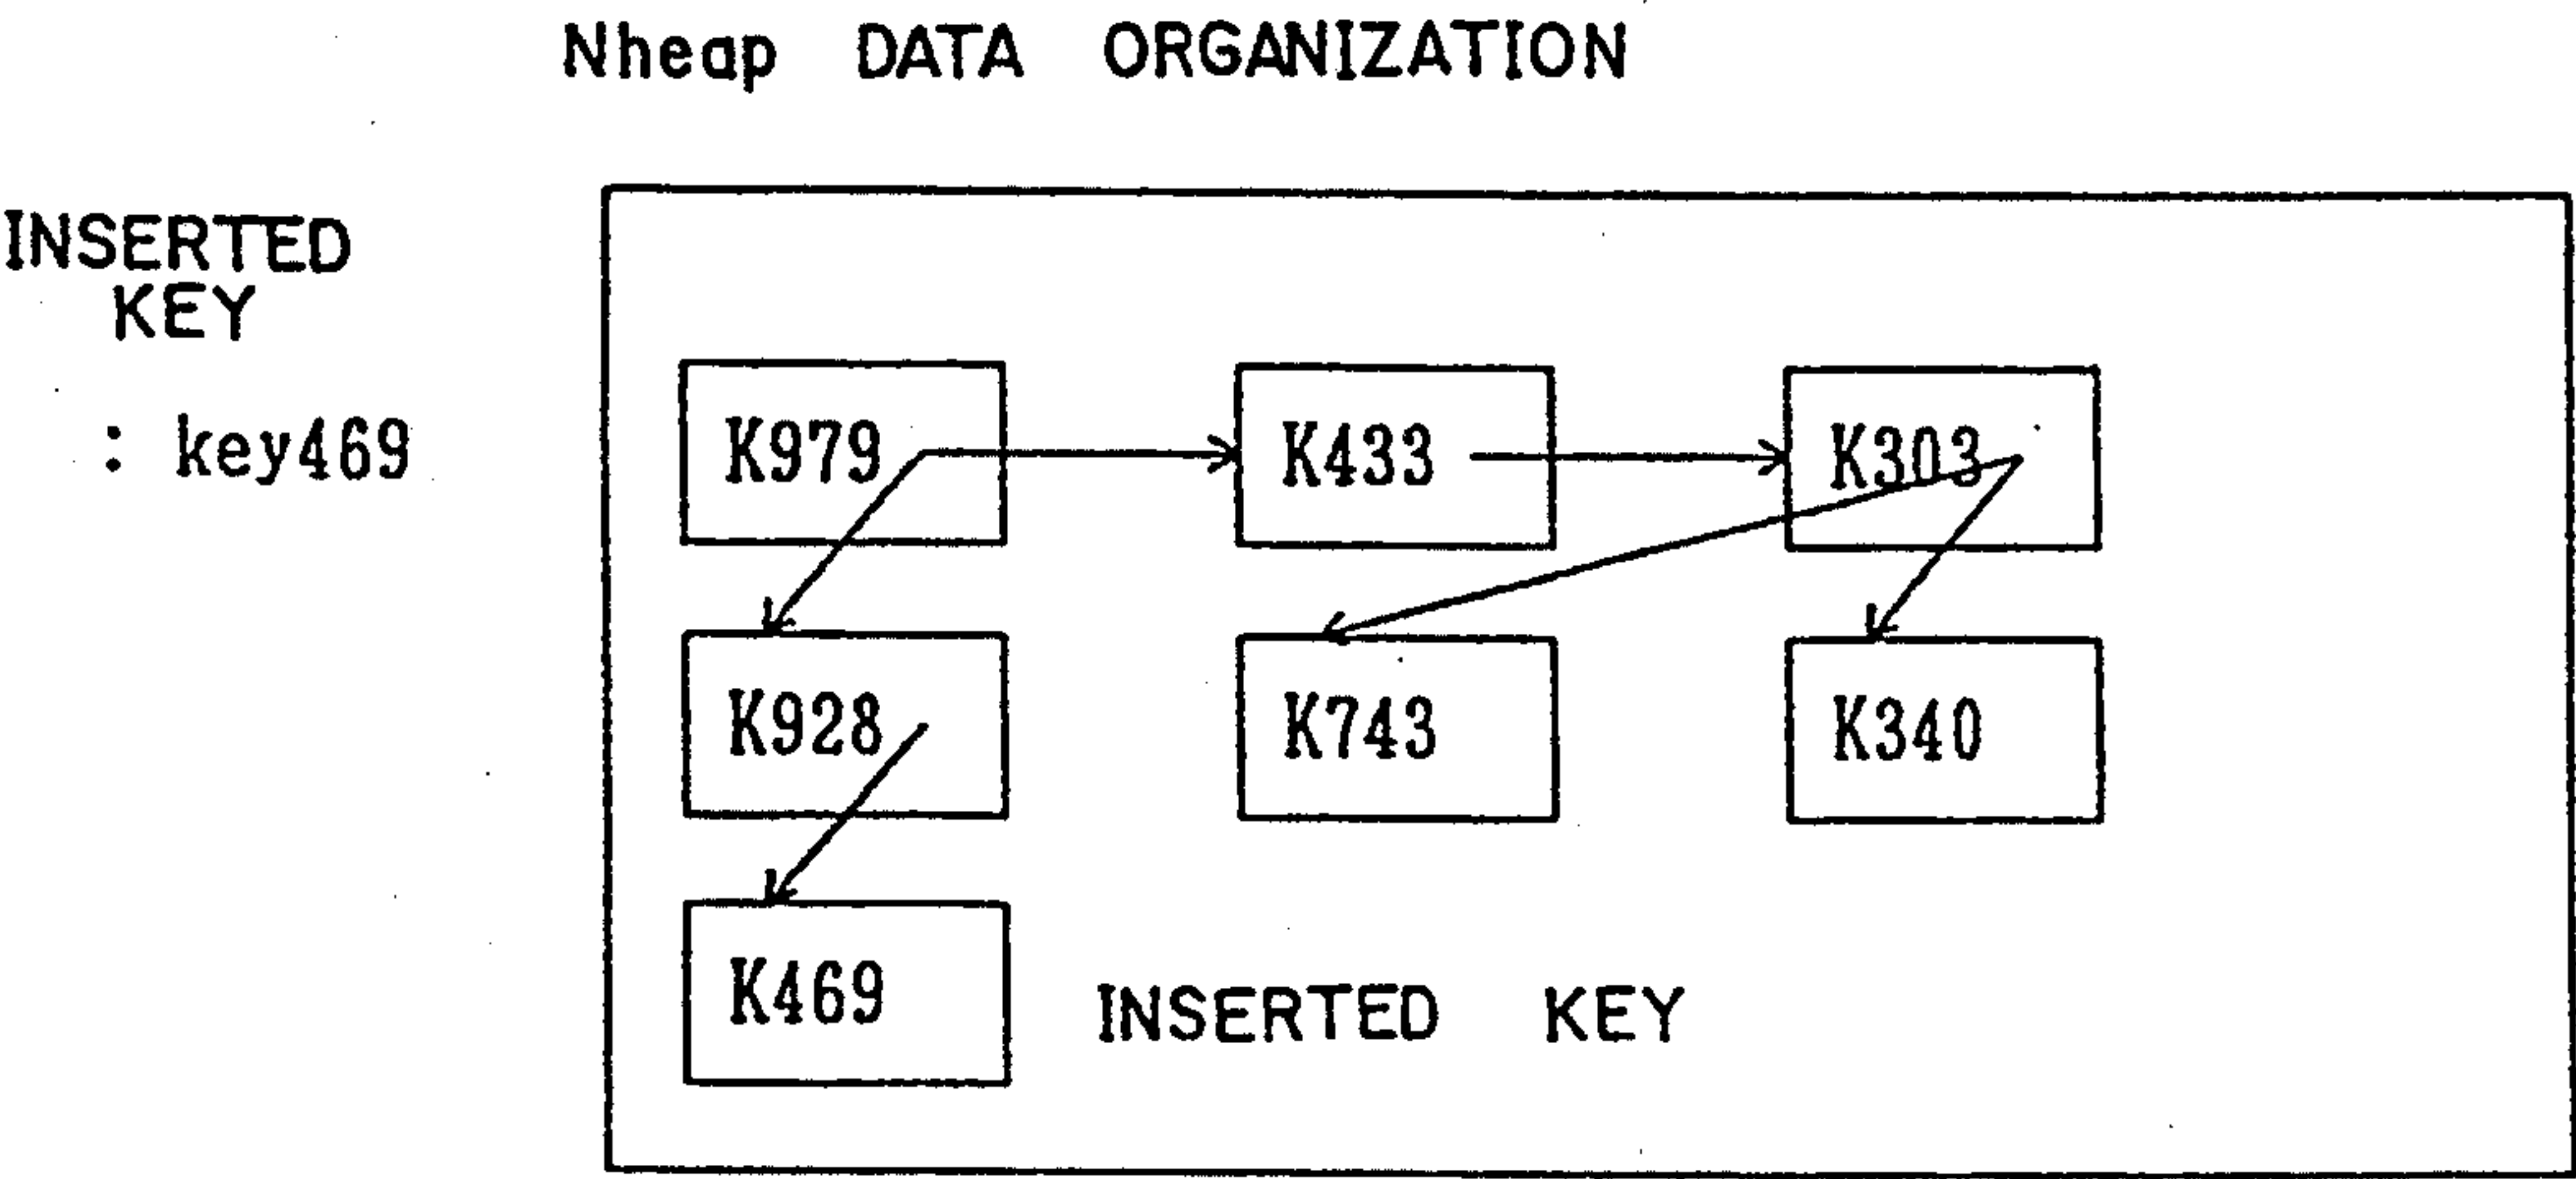 Nheap DATA ORGANIZATION
INSERTED
KEY
: key469
K979 K433 K303
K928 K743 K340
K469 INSERTED KEY